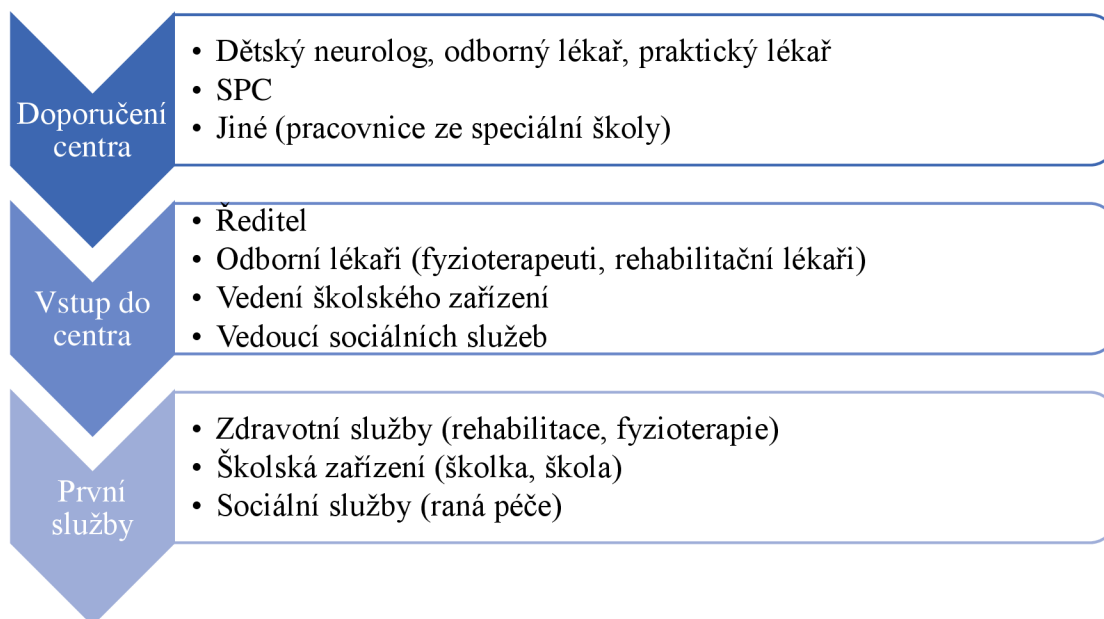 Doporučení
centra
• Dětský neurolog, odborný lékař, praktický lékař
• SPC
• Jiné (pracovnice ze speciální školy)
Vstup do
centra
• Ředitel
• Odborní lékaři (fyzioterapeuti, rehabilitační lékaři)
• Vedení školského zařízení
• Vedoucí sociálních služeb
První
služby
• Zdravotní služby (rehabilitace, fyzioterapie)
• Školská zařízení (školka, škola)
• Sociální služby (raná péče)